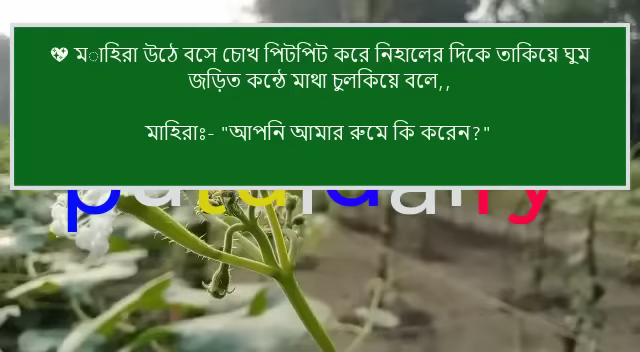 💖 মাহিরা উঠে বসে চোখ পিটপিট করে নিহালের দিকে তাকিয়ে ঘুম
জড়িত কন্ঠে মাথা চুলকিয়ে বলে,,
মাহিরাঃ- "আপনি আমার রুমে কি করেন?"